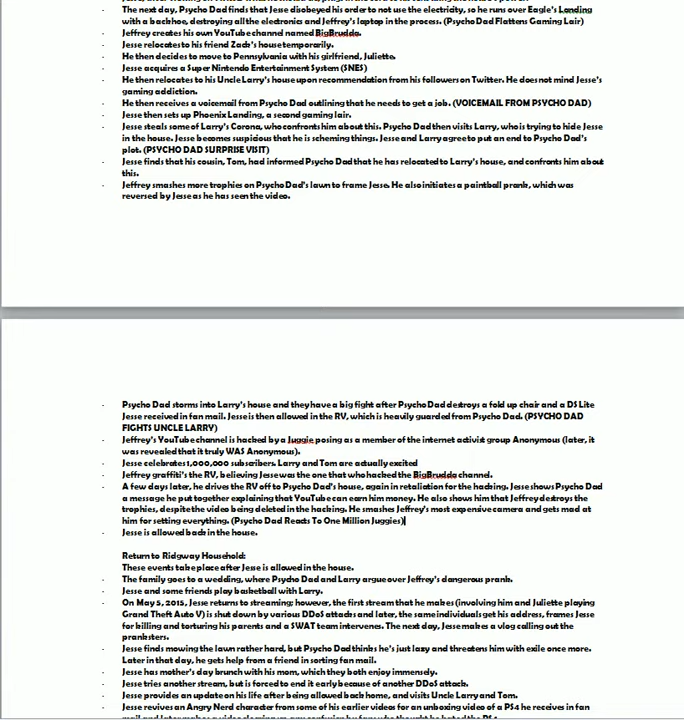 - The next day, Psycho Dad finds that Jesse disobeyed his order to not use the electricity, so he runs over Eagle's Landing
with a backhoe, destroying all the electronics and Jeffrey's laptop in the process. (Psycho Dad Flattens Gaming Lair)
- Jeffrey creates his own YouTube channel named BigBrudda.
- Jesse relocates to his friend Zack's house temporarily.
- He then decides to move to Pennsylvania with his girlfriend, Juliette.
- Jesse acquires a Super Nintendo Entertainment System (SNES)
- He then relocates to his Uncle Larry's house upon recommendation from his followers on Twitter. He does not mind Jesse's
gaming addiction.
- He then receives a voicemail from Psycho Dad outlining that he needs to get a job. (VOICEMAIL FROM PSYCHO DAD)
- Jesse then sets up Phoenix Landing, a second gaming lair.
- Jesse steals some of Larry's Corona, who confronts him about this. Psycho Dad then visits Larry, who is trying to hide Jesse
in the house. Jesse becomes suspicious that he is scheming things. Jesse and Larry agree to put an end to Psycho Dad's
plot. (PSYCHO DAD SURPRISE VISIT)
- Jesse finds that his cousin, Tom, had informed Psycho Dad that he has relocated to Larry's house, and confronts him about
this.
- Jeffrey smashes more trophies on Psycho Dad's lawn to frame Jesse. He also initiates a paintball prank, which was
reversed by Jesse as he has seen the video.
- Psycho Dad storms into Larry's house and they have a big fight after Psycho Dad destroys a fold up chair and a DS Lite
Jesse received in fan mail. Jesse is then allowed in the RV, which is heavily guarded from Psycho Dad. (PSYCHO DAD
FIGHTS UNCLE LARRY)
- Jeffrey's YouTube channel is hacked by a Juggie posing as a member of the internet activist group Anonymous (later, it
was revealed that it truly WAS Anonymous).
- Jesse celebrates 1,000,000 subscribers. Larry and Tom are actually excited
- Jeffrey graffiti's the RV, believing Jesse was the one that who hacked the BigBrudda channel.
- A few days later, he drives the RV off to Psycho Dad's house, again in retaliation for the hacking. Jesse shows Psycho Dad
a message he put together explaining that YouTube can earn him money. He also shows him that Jeffrey destroys the
trophies, despite the video being deleted in the hacking. He smashes Jeffrey's most expensive camera and gets mad at
him for setting everything. (Psycho Dad Reacts To One Million Juggies)
- Jesse is allowed back in the house.
Return to Ridgway Household:
These events take place after Jesse is allowed in the house.
- The family goes to a wedding, where Psycho Dad and Larry argue over Jeffrey's dangerous prank.
- Jesse and some friends play basketball with Larry.
- On May 5, 2015, Jesse returns to streaming; however, the first stream that he makes (involving him and Juliette playing
Grand Theft Auto V) is shut down by various DDoS attacks and later, the same individuals get his address, frames Jesse
for killing and torturing his parents and a SWAT team intervenes. The next day, Jesse makes a vlog calling out the
pranksters.
- Jesse finds mowing the lawn rather hard, but Psycho Dad thinks he's just lazy and threatens him with exile once more.
Later in that day, he gets help from a friend in sorting fan mail.
- Jesse has mother's day brunch with his mom, which they both enjoy immensely.
- Jesse tries another stream, but is forced to end it early because of another DDoS attack.
- Jesse provides an update on his life after being allowed back home, and visits Uncle Larry and Tom.
- Jesse revives an Angry Nerd character from some of his earlier videos for an unboxing video of a PS4 he receives in fan